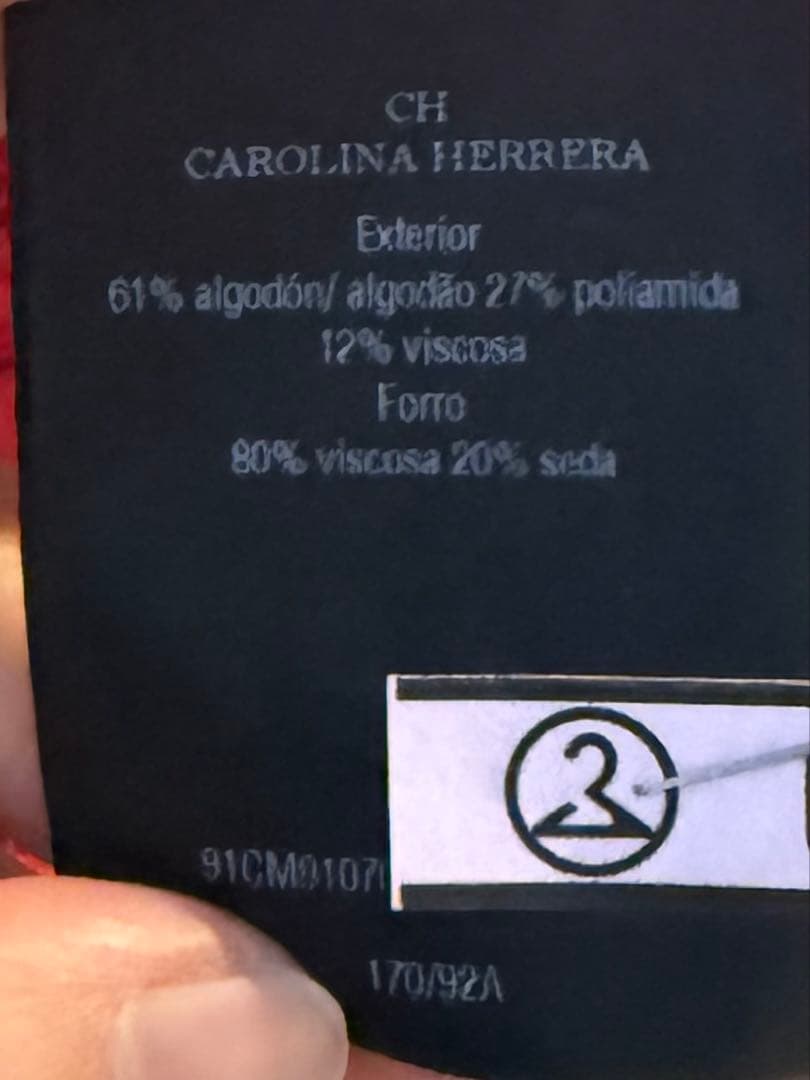 CH
CAROLINA HERRERA
Exterior
61% algodón/ algodão 27% poliamida
12% viscosa
Forro
80% viscosa 20% seda
170/92A